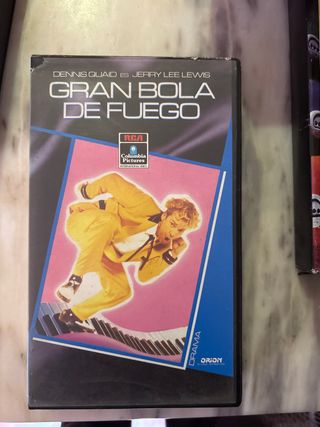 DENNIS QUAID ES JERRY LEE LEWIS
GRAN BOLA
DE FUEGO
RCA
Columbia
Pictures
DRAMA
ORION